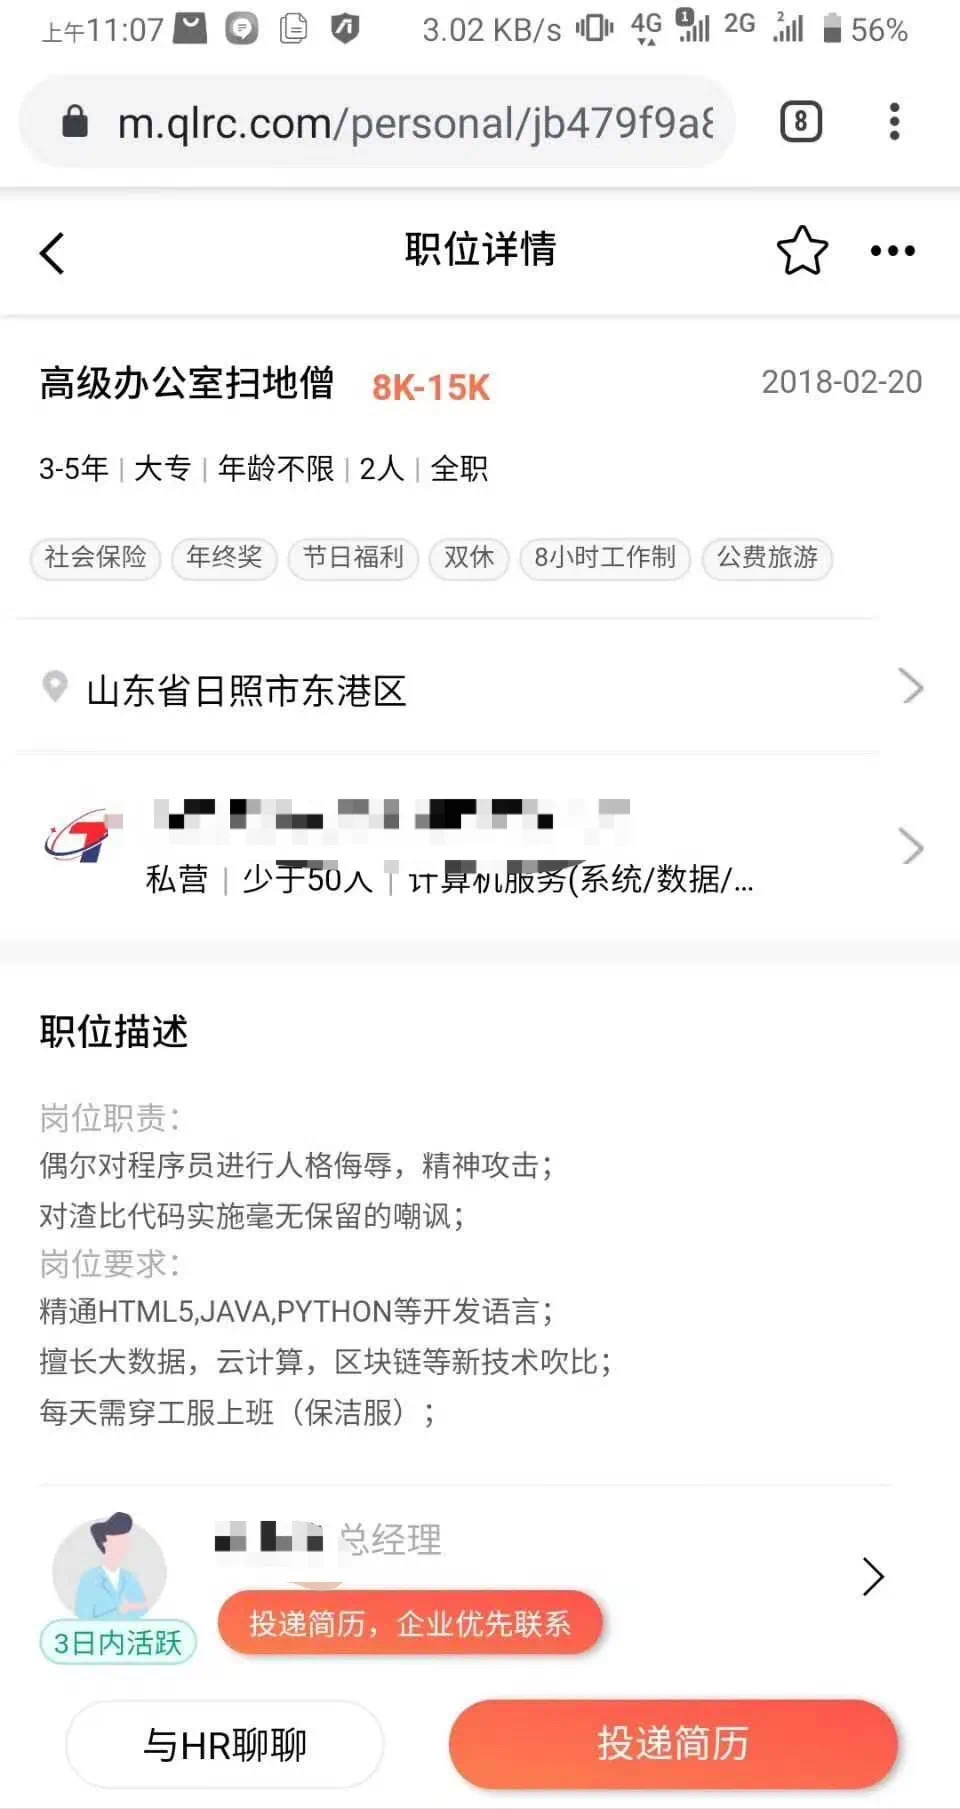 上午11:07 3.02 KB/s 4G 1 2G 2 56%
m.qlrc.com/personal/jb479f9a8 8
职位详情
高级办公室扫地僧 8K-15K 2018-02-20
3-5年 | 大专 | 年龄不限 | 2人 | 全职
社会保险 年终奖 节日福利 双休 8小时工作制 公费旅游
山东省日照市东港区
私营 | 少于50人 | 计算机服务(系统/数据/...
职位描述
岗位职责：
偶尔对程序员进行人格侮辱，精神攻击；
对渣比代码实施毫无保留的嘲讽；
岗位要求：
精通HTML5,JAVA,PYTHON等开发语言；
擅长大数据，云计算，区块链等新技术吹比；
每天需穿工服上班（保洁服）；
总经理
投递简历，企业优先联系
3日内活跃
与HR聊聊 投递简历